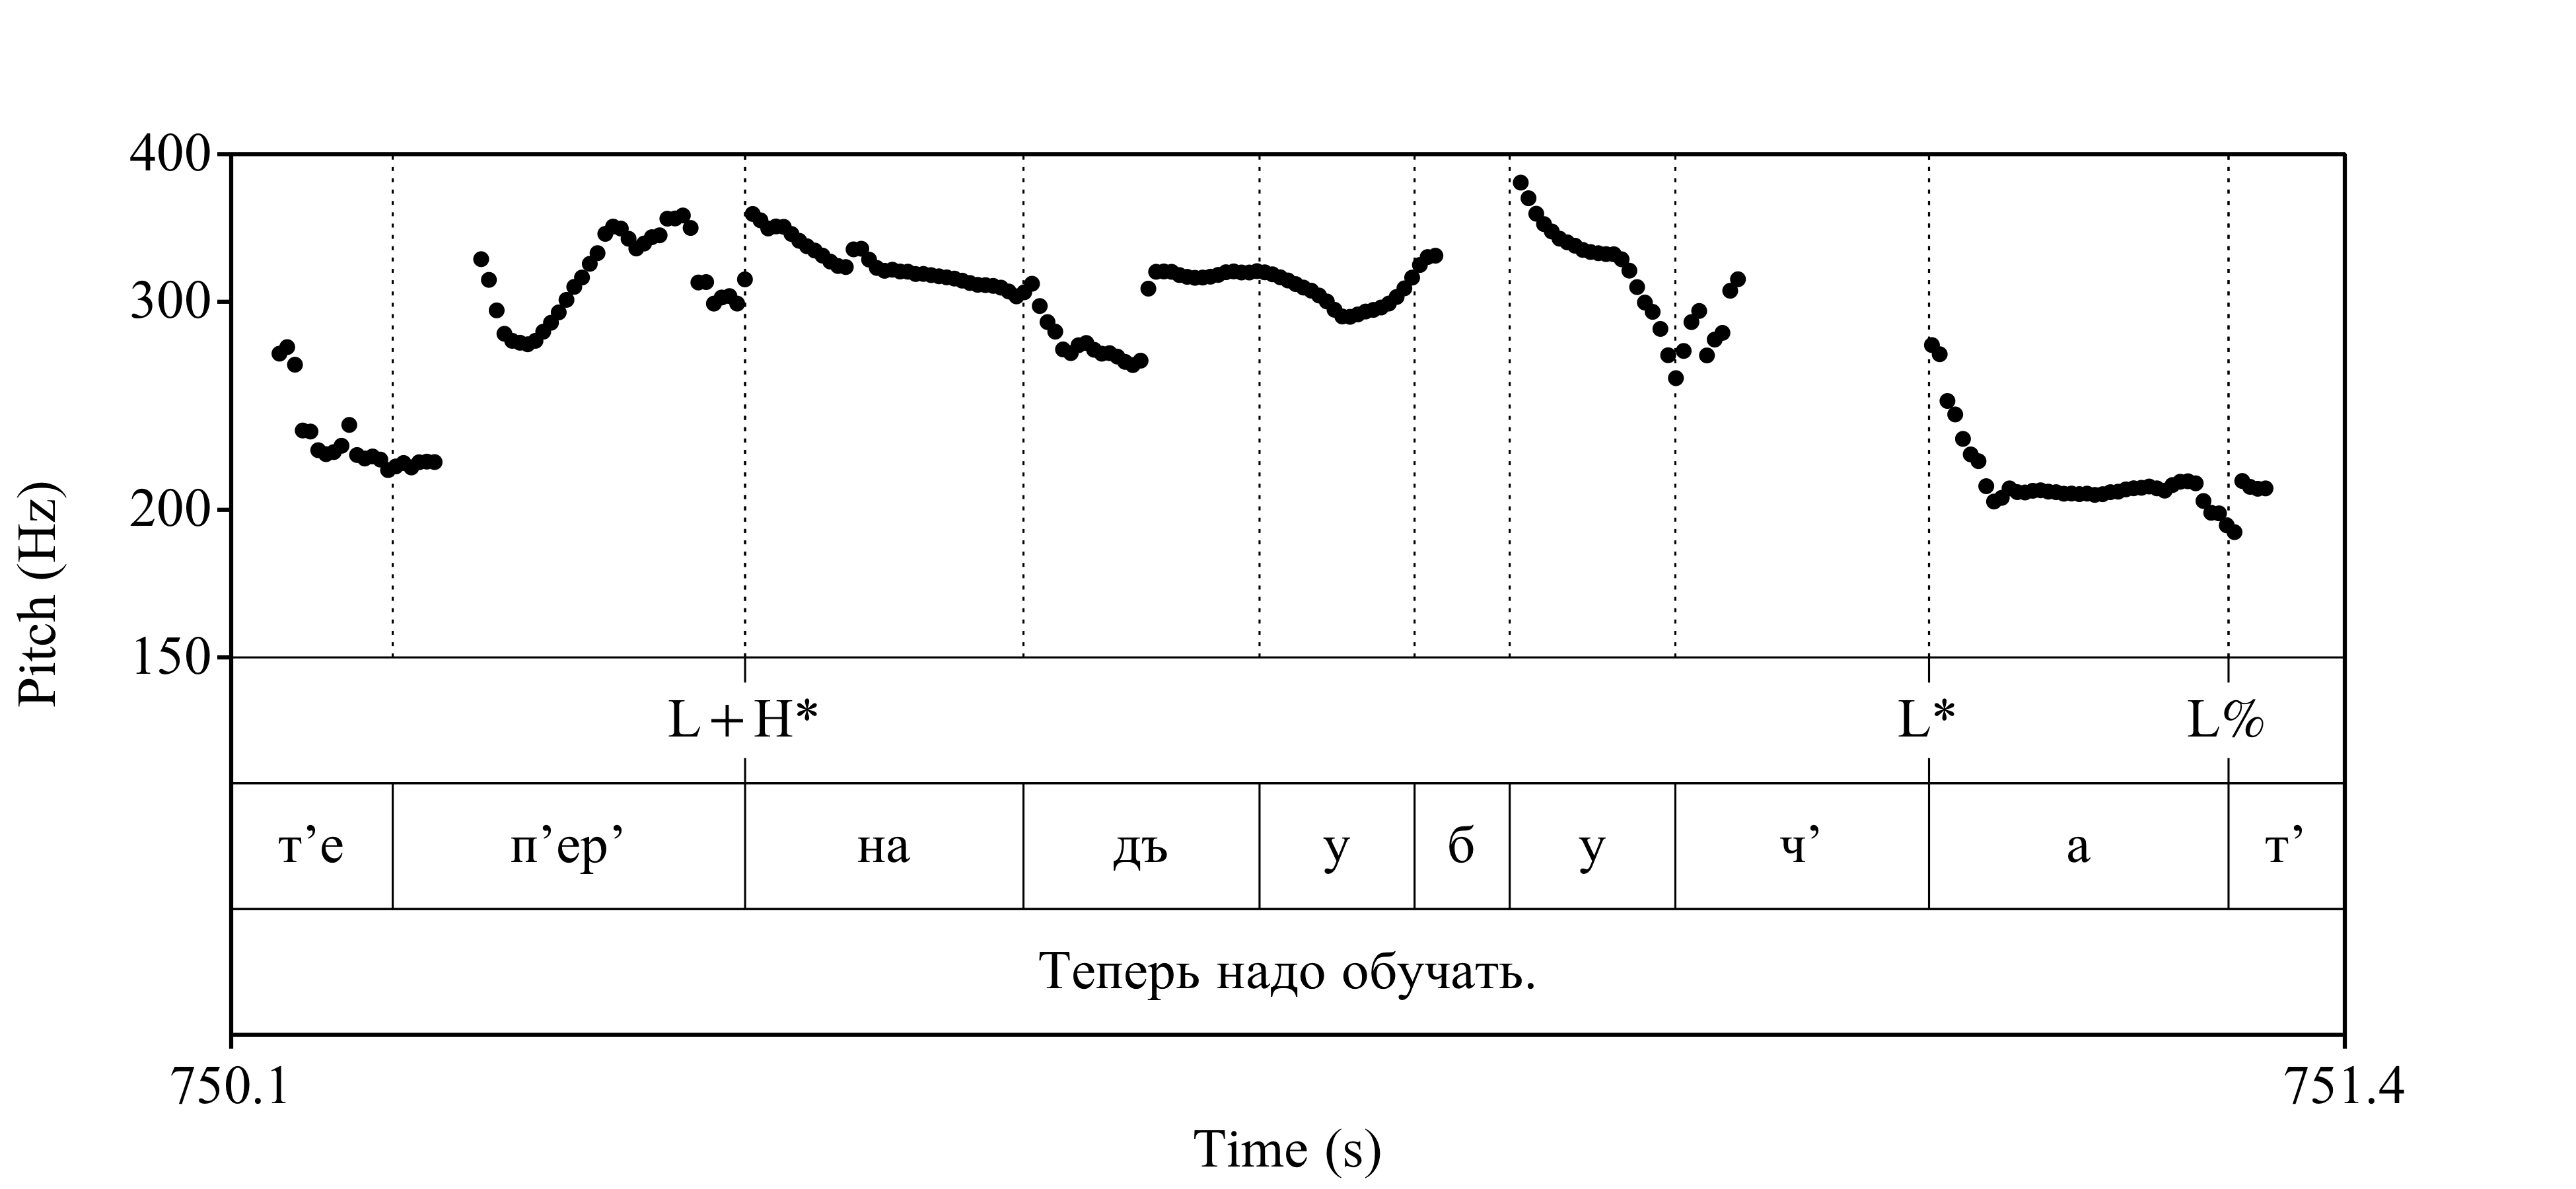 400
300
200
150
Pitch (Hz)
L+H* L* L%
т’е п’ер’ на дъ у б у ч’ а т’
Теперь надо обучать.
750.1 751.4
Time (s)